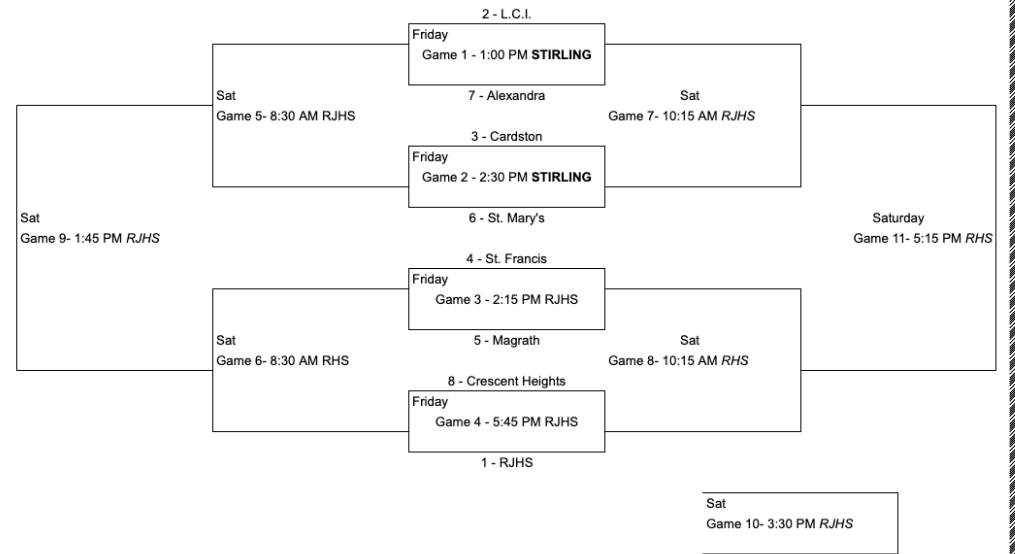 2 - L.C.I.
Friday
Game 1 - 1:00 PM STIRLING
Sat
7 - Alexandra
Sat
Game 5- 8:30 AM RJHS
Game 7- 10:15 AM RJHS
3 - Cardston
Friday
Game 2 - 2:30 PM STIRLING
Sat
6 - St. Mary's
Saturday
Game 9- 1:45 PM RJHS
Game 11- 5:15 PM RHS
4 - St. Francis
Friday
Game 3 - 2:15 PM RJHS
Sat
5 - Magrath
Sat
Game 6- 8:30 AM RHS
Game 8- 10:15 AM RHS
8 - Crescent Heights
Friday
Game 4 - 5:45 PM RJHS
1 - RJHS
Sat
Game 10- 3:30 PM RJHS